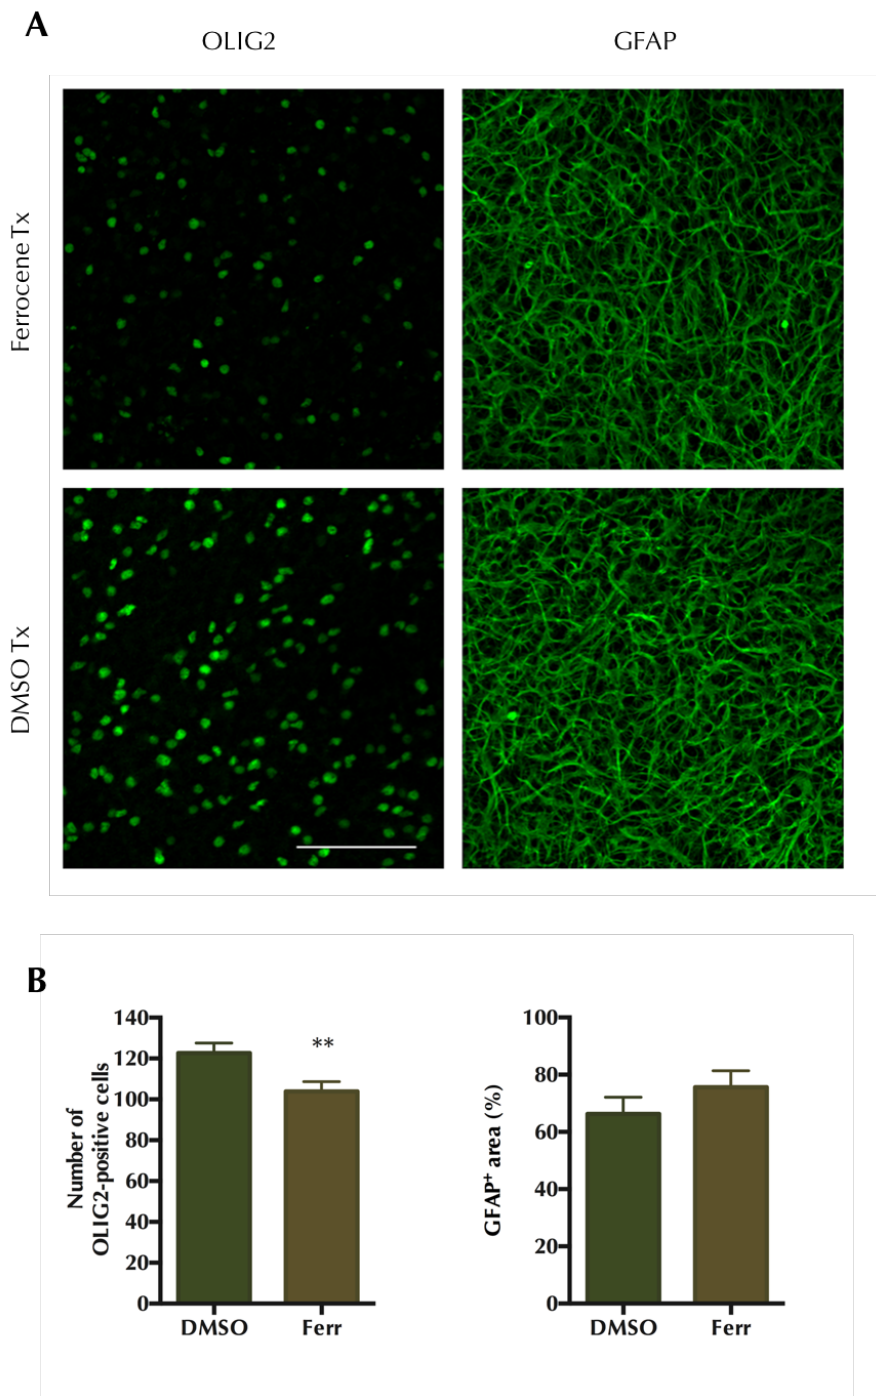 A
OLIG2
GFAP
Ferrocene Tx
DMSO Tx
B
Number of
OLIG2-positive cells
140
120
100
80
60
40
20
0
**
DMSO
Ferr
GFAP⁺ area (%)
100
80
60
40
20
0
DMSO
Ferr